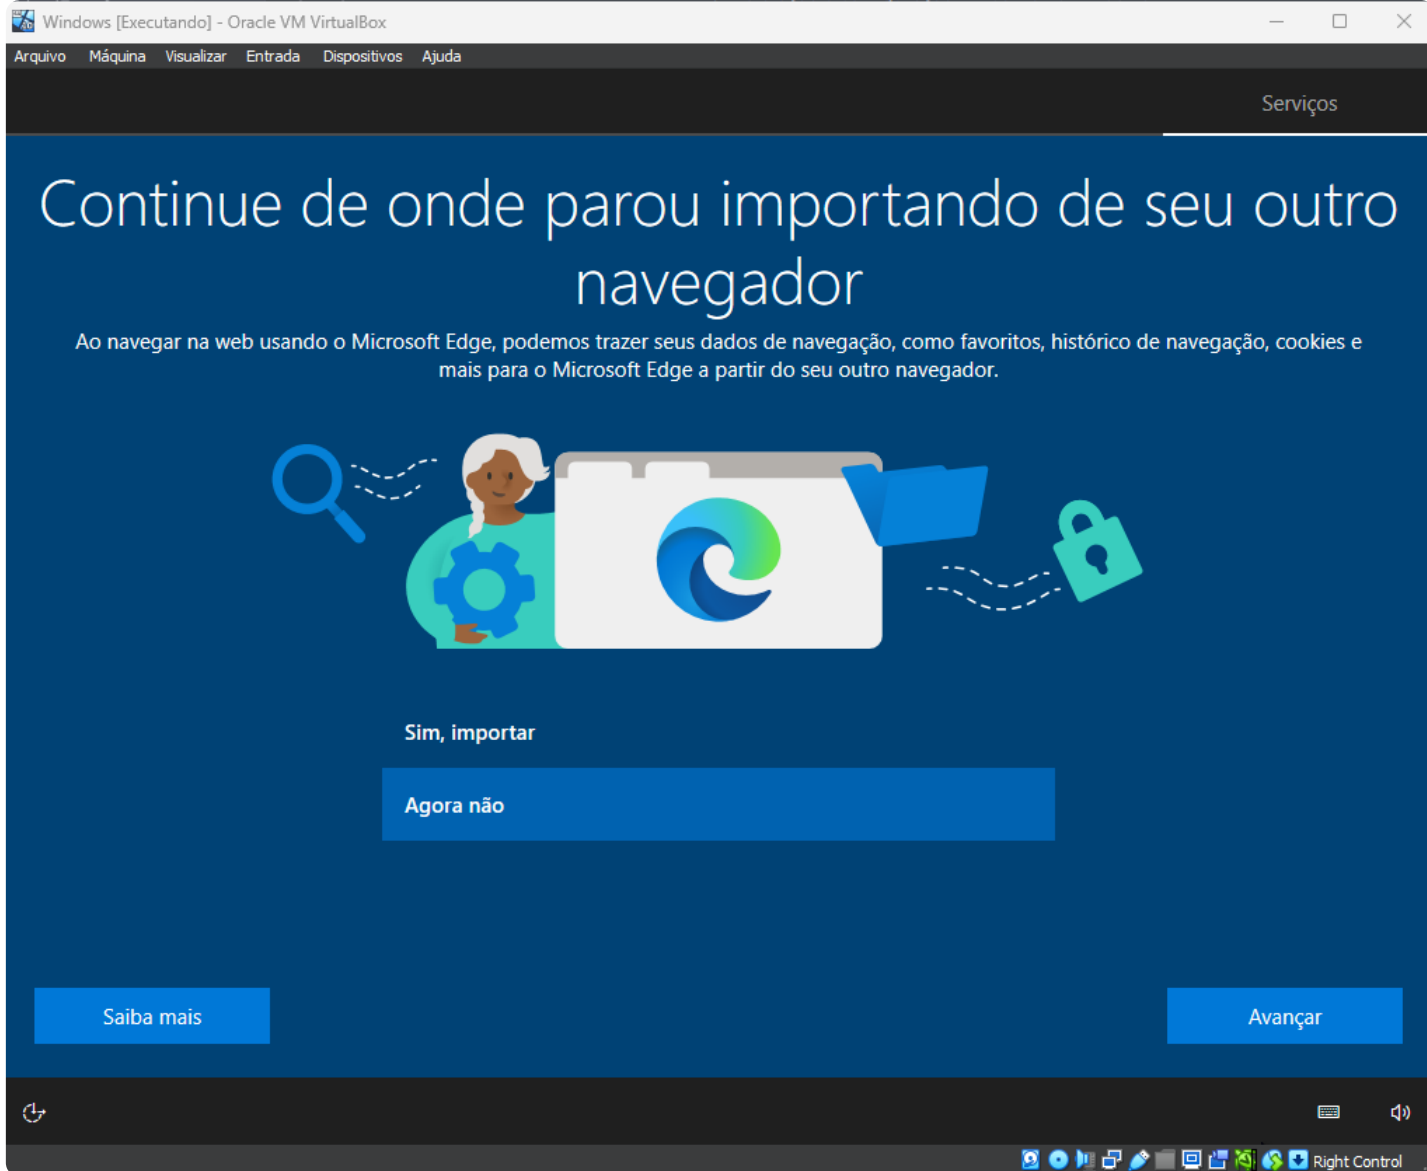 Windows [Executando] - Oracle VM VirtualBox
Arquivo Máquina Visualizar Entrada Dispositivos Ajuda
Serviços
Continue de onde parou importando de seu outro
navegador
Ao navegar na web usando o Microsoft Edge, podemos trazer seus dados de navegação, como favoritos, histórico de navegação, cookies e
mais para o Microsoft Edge a partir do seu outro navegador.
Sim, importar
Agora não
Saiba mais
Avançar
Right Control